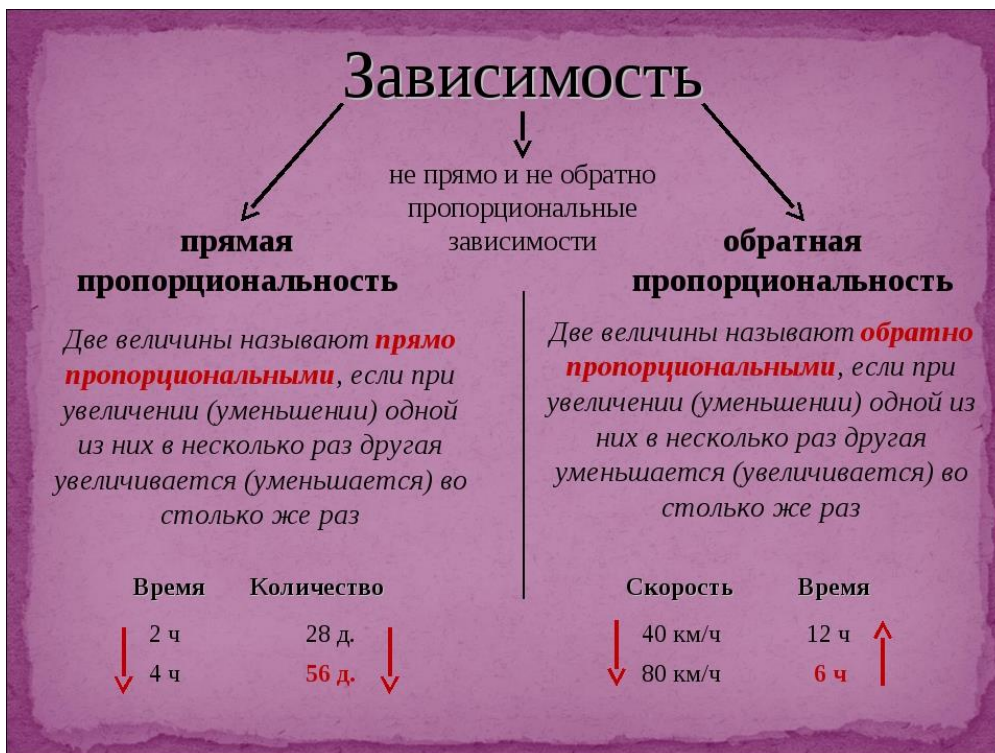 Зависимость
не прямо и не обратно
пропорциональные
зависимости
прямая
пропорциональность
Две величины называют прямо
пропорциональными, если при
увеличении (уменьшении) одной
из них в несколько раз другая
увеличивается (уменьшается) во
столько же раз
Время Количество
2 ч 28 д.
4 ч 56 д.
обратная
пропорциональность
Две величины называют обратно
пропорциональными, если при
увеличении (уменьшении) одной из
них в несколько раз другая
уменьшается (увеличивается) во
столько же раз
Скорость Время
40 км/ч 12 ч
80 км/ч 6 ч